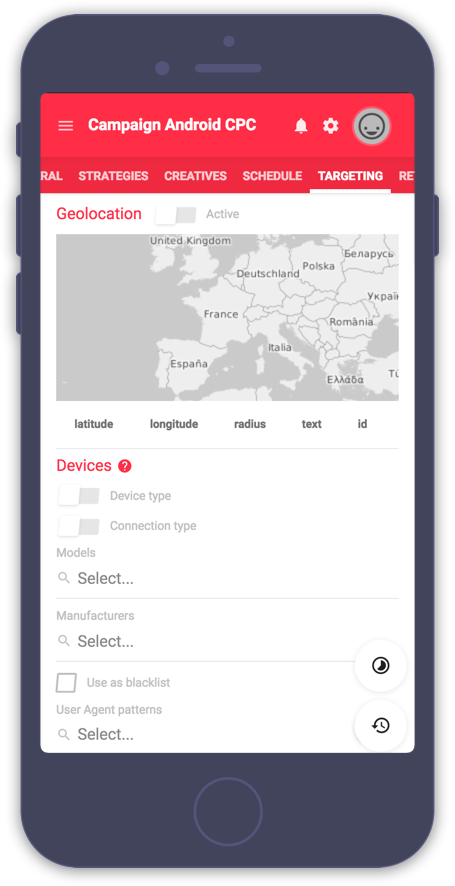 Campaign Android CPC
RAL STRATEGIES CREATIVES SCHEDULE TARGETING RE
Geolocation Active
United Kingdom
Беларусь
Polska
Deutschland
Україн
France
România
Italia
España
Ελλάδα
Tü
latitude longitude radius text id
Devices ?
Device type
Connection type
Models
Select...
Manufacturers
Select...
Use as blacklist
User Agent patterns
Select...